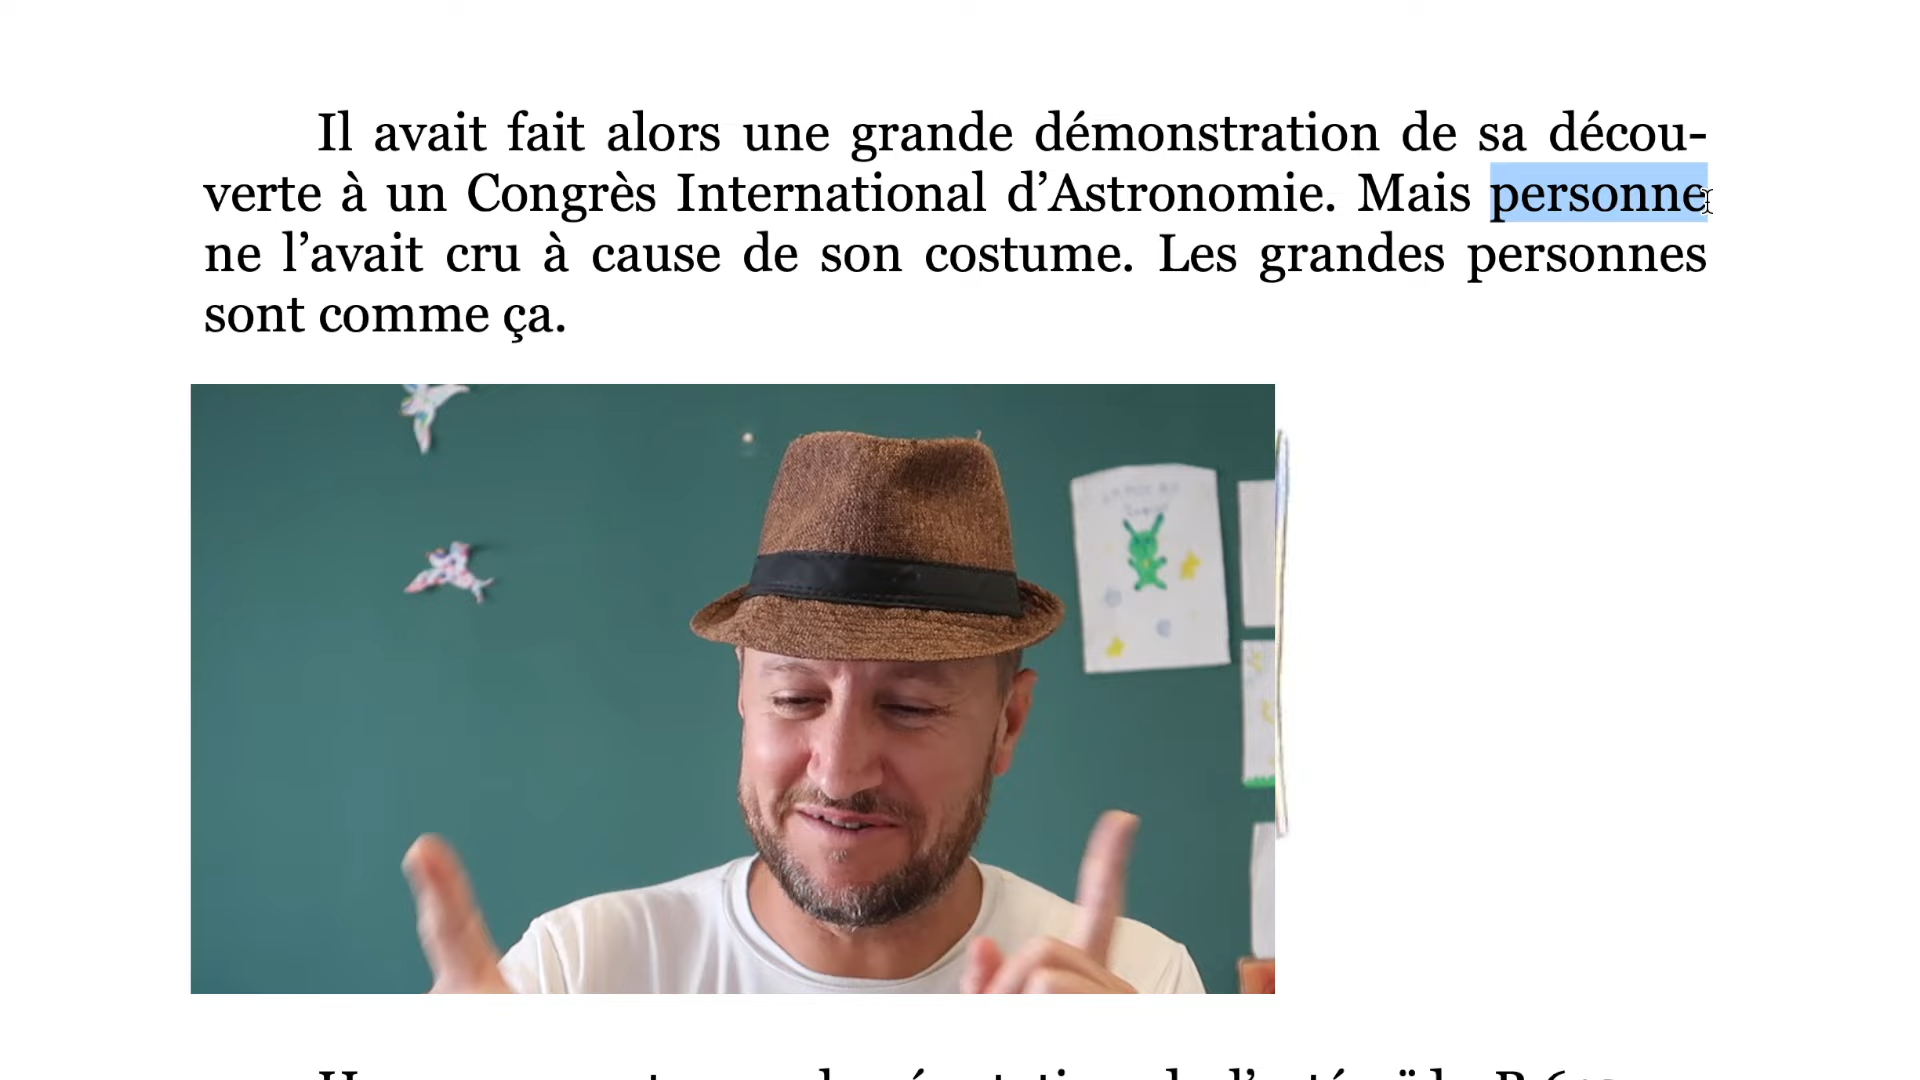 Il avait fait alors une grande démonstration de sa décou-
verte à un Congrès International d’Astronomie. Mais personne
ne l’avait cru à cause de son costume. Les grandes personnes
sont comme ça.